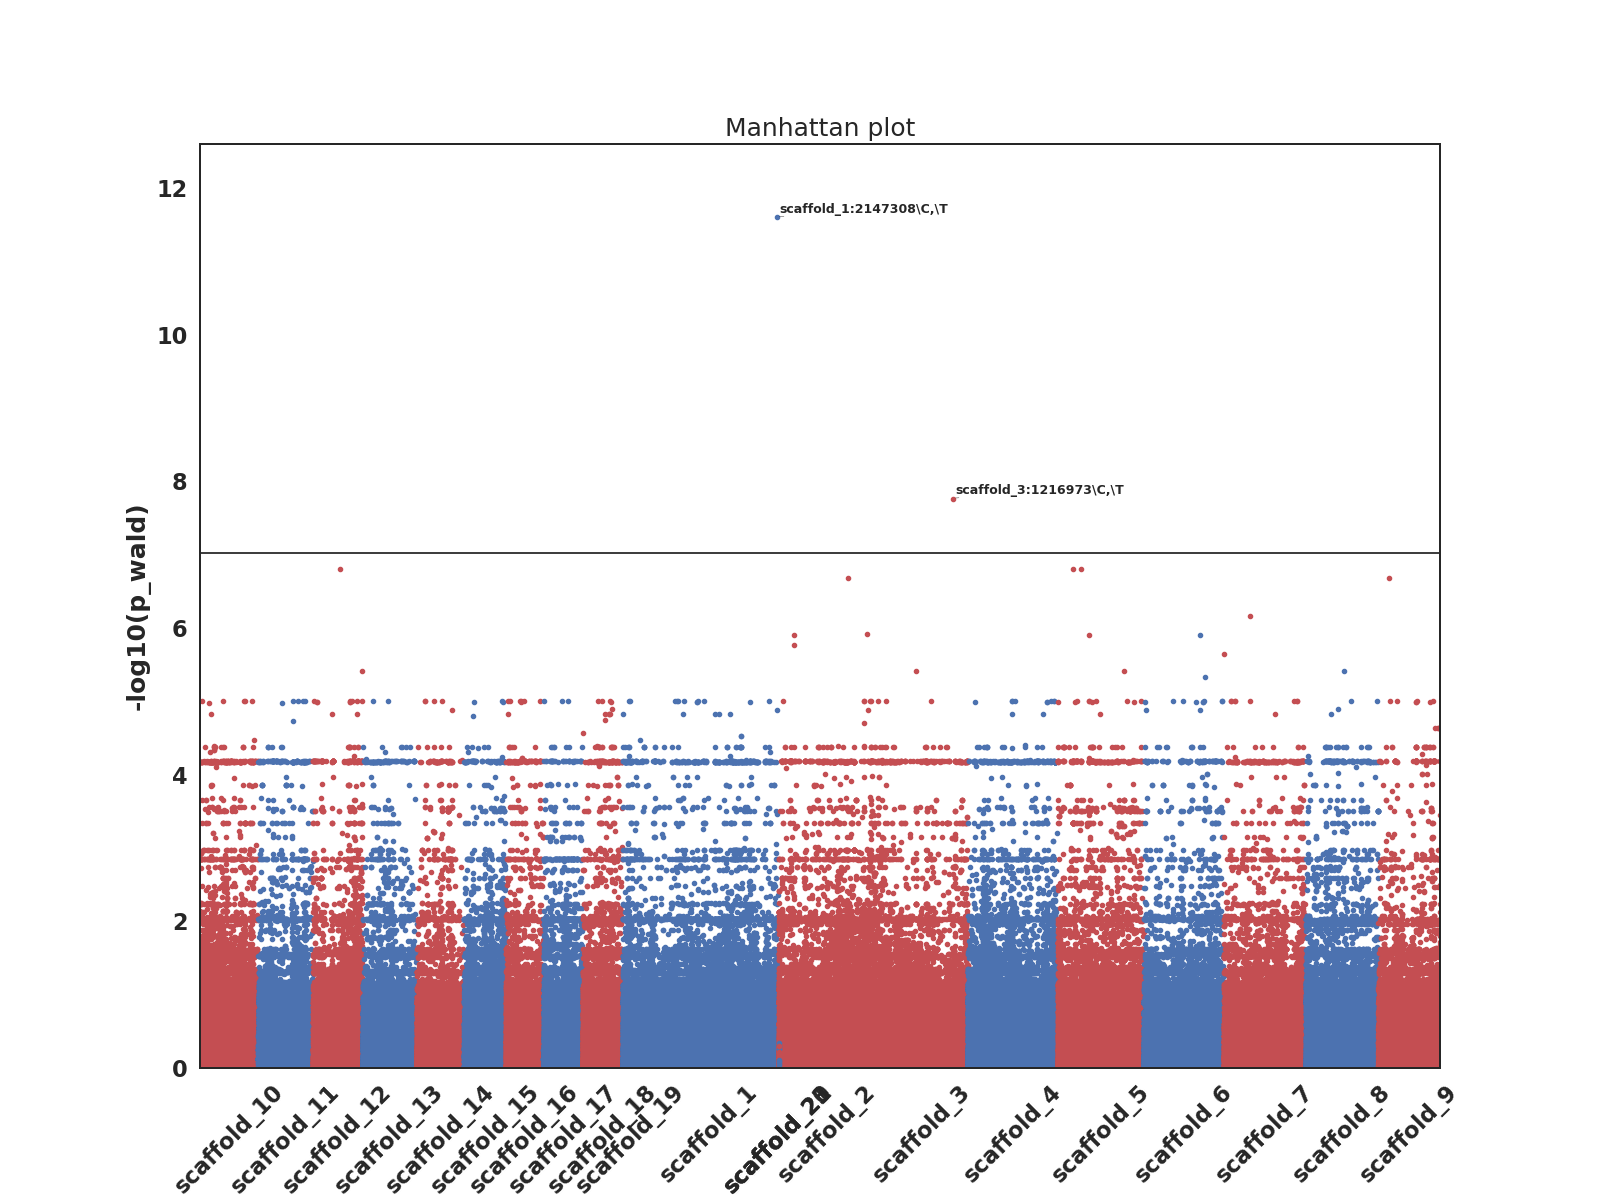 Manhattan plot
12
10
8
6
4
2
0
-log10(p_wald)
scaffold_1:2147308\C,\T
scaffold_3:1216973\C,\T
scaffold_10
scaffold_11
scaffold_12
scaffold_13
scaffold_14
scaffold_15
scaffold_16
scaffold_17
scaffold_18
scaffold_19
scaffold_1
scaffold_2
scaffold_3
scaffold_4
scaffold_5
scaffold_6
scaffold_7
scaffold_8
scaffold_9